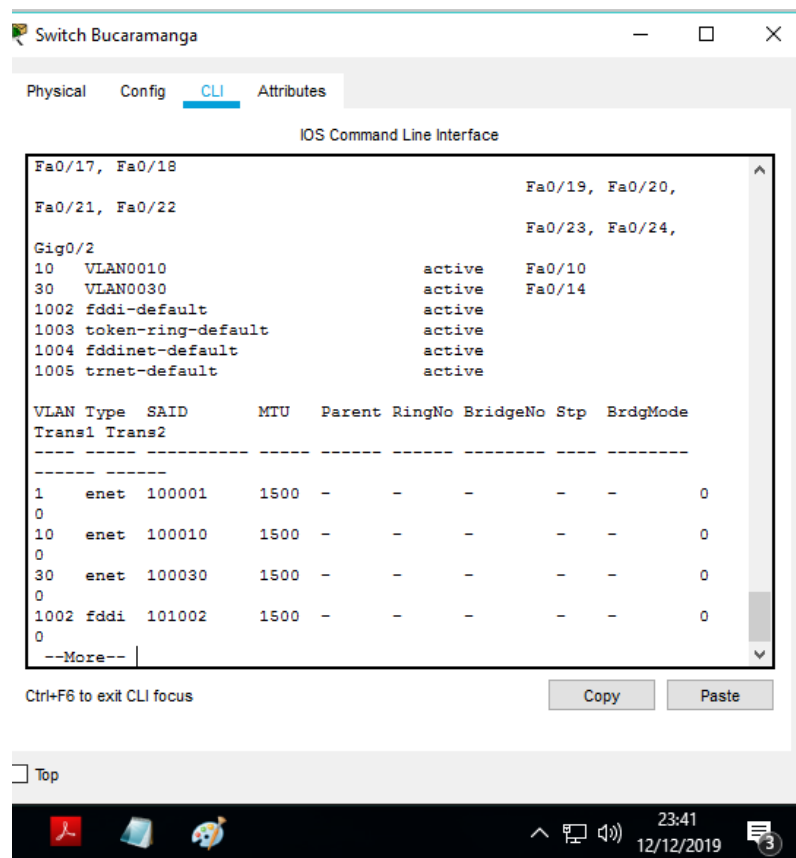 Switch Bucaramanga
Physical Config CLI Attributes
IOS Command Line Interface
Fa0/17, Fa0/18
Fa0/19, Fa0/20,
Fa0/21, Fa0/22
Fa0/23, Fa0/24,
Gig0/2
10 VLAN0010 active Fa0/10
30 VLAN0030 active Fa0/14
1002 fddi-default active
1003 token-ring-default active
1004 fddinet-default active
1005 trnet-default active
VLAN Type SAID MTU Parent RingNo BridgeNo Stp BrdgMode
Trans1 Trans2
---- ----- ---------- ----- ------ ------ -------- ---- --------
------ ------
1 enet 100001 1500 - - - - - 0
0
10 enet 100010 1500 - - - - - 0
0
30 enet 100030 1500 - - - - - 0
0
1002 fddi 101002 1500 - - - - - 0
0
--More--
Ctrl+F6 to exit CLI focus Copy Paste
Top
23:41
12/12/2019
3